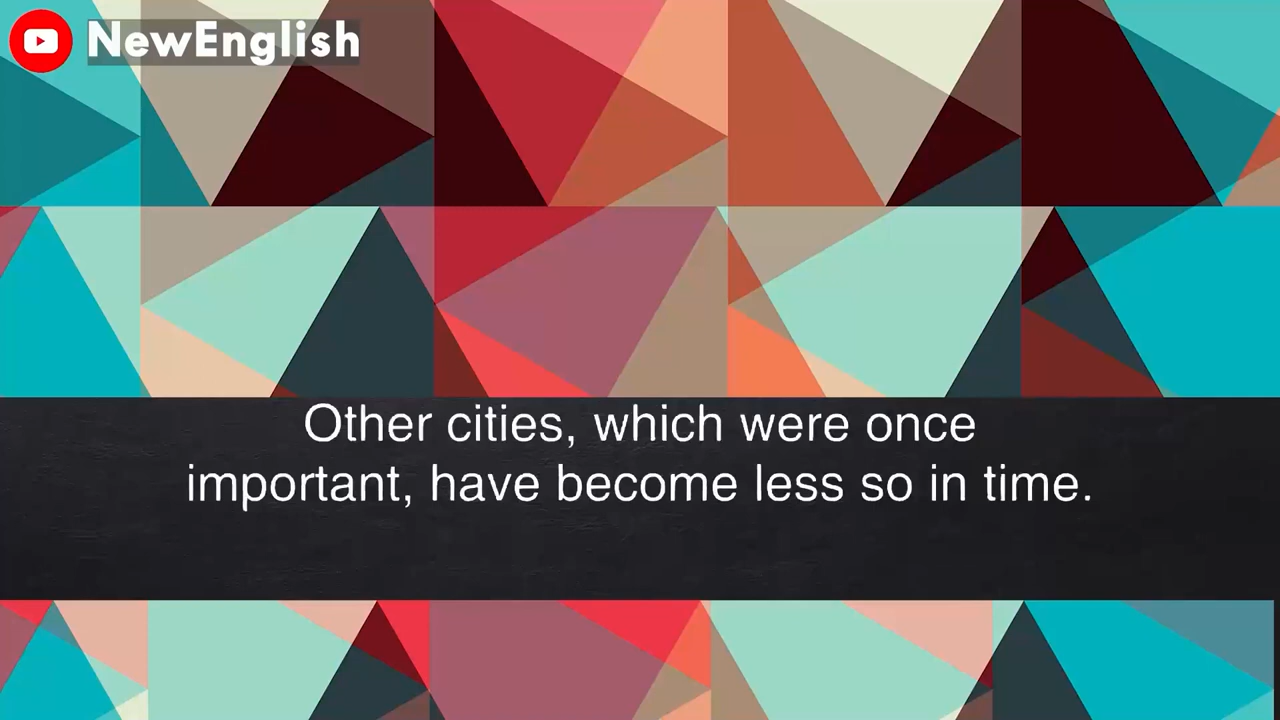 NewEnglish
Other cities, which were once
important, have become less so in time.